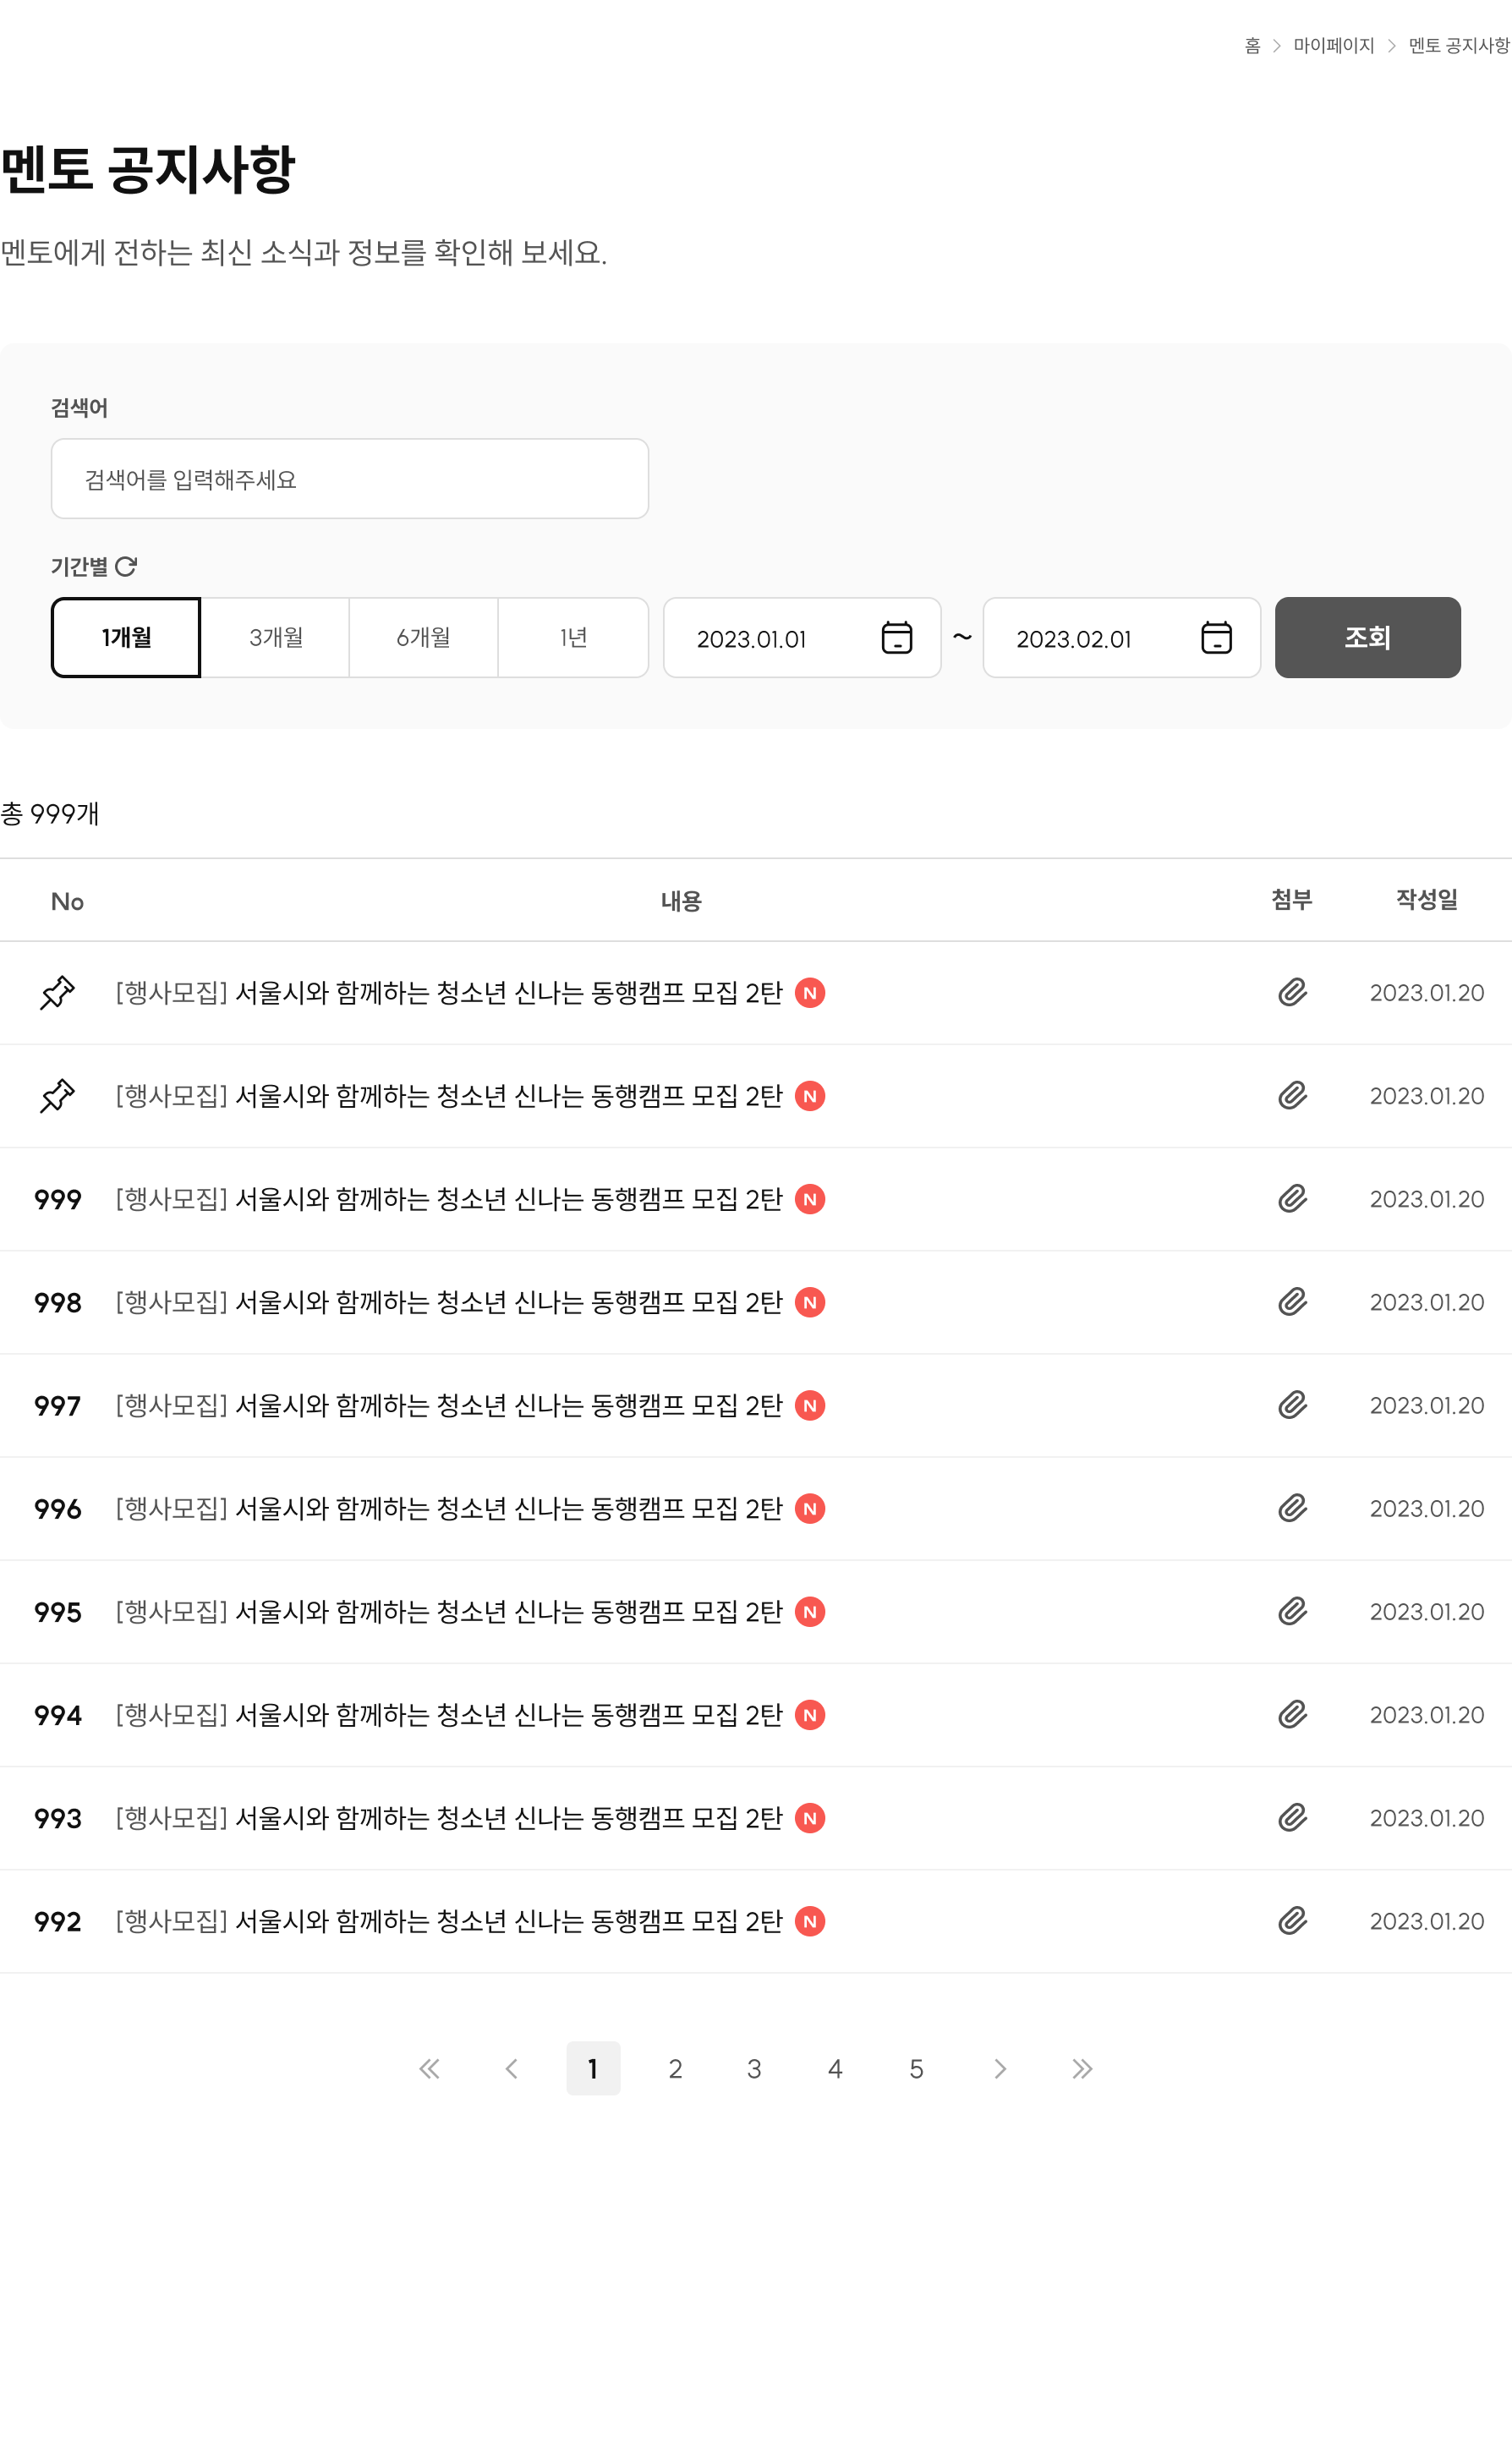 홈 > 마이페이지 > 멘토 공지사항
멘토 공지사항
멘토에게 전하는 최신 소식과 정보를 확인해 보세요.
검색어
검색어를 입력해주세요
기간별
1개월 3개월 6개월 1년 2023.01.01 ~ 2023.02.01 조회
총 999개
No 내용 첨부 작성일
[행사모집] 서울시와 함께하는 청소년 신나는 동행캠프 모집 2탄 N 2023.01.20
[행사모집] 서울시와 함께하는 청소년 신나는 동행캠프 모집 2탄 N 2023.01.20
999 [행사모집] 서울시와 함께하는 청소년 신나는 동행캠프 모집 2탄 N 2023.01.20
998 [행사모집] 서울시와 함께하는 청소년 신나는 동행캠프 모집 2탄 N 2023.01.20
997 [행사모집] 서울시와 함께하는 청소년 신나는 동행캠프 모집 2탄 N 2023.01.20
996 [행사모집] 서울시와 함께하는 청소년 신나는 동행캠프 모집 2탄 N 2023.01.20
995 [행사모집] 서울시와 함께하는 청소년 신나는 동행캠프 모집 2탄 N 2023.01.20
994 [행사모집] 서울시와 함께하는 청소년 신나는 동행캠프 모집 2탄 N 2023.01.20
993 [행사모집] 서울시와 함께하는 청소년 신나는 동행캠프 모집 2탄 N 2023.01.20
992 [행사모집] 서울시와 함께하는 청소년 신나는 동행캠프 모집 2탄 N 2023.01.20
1 2 3 4 5